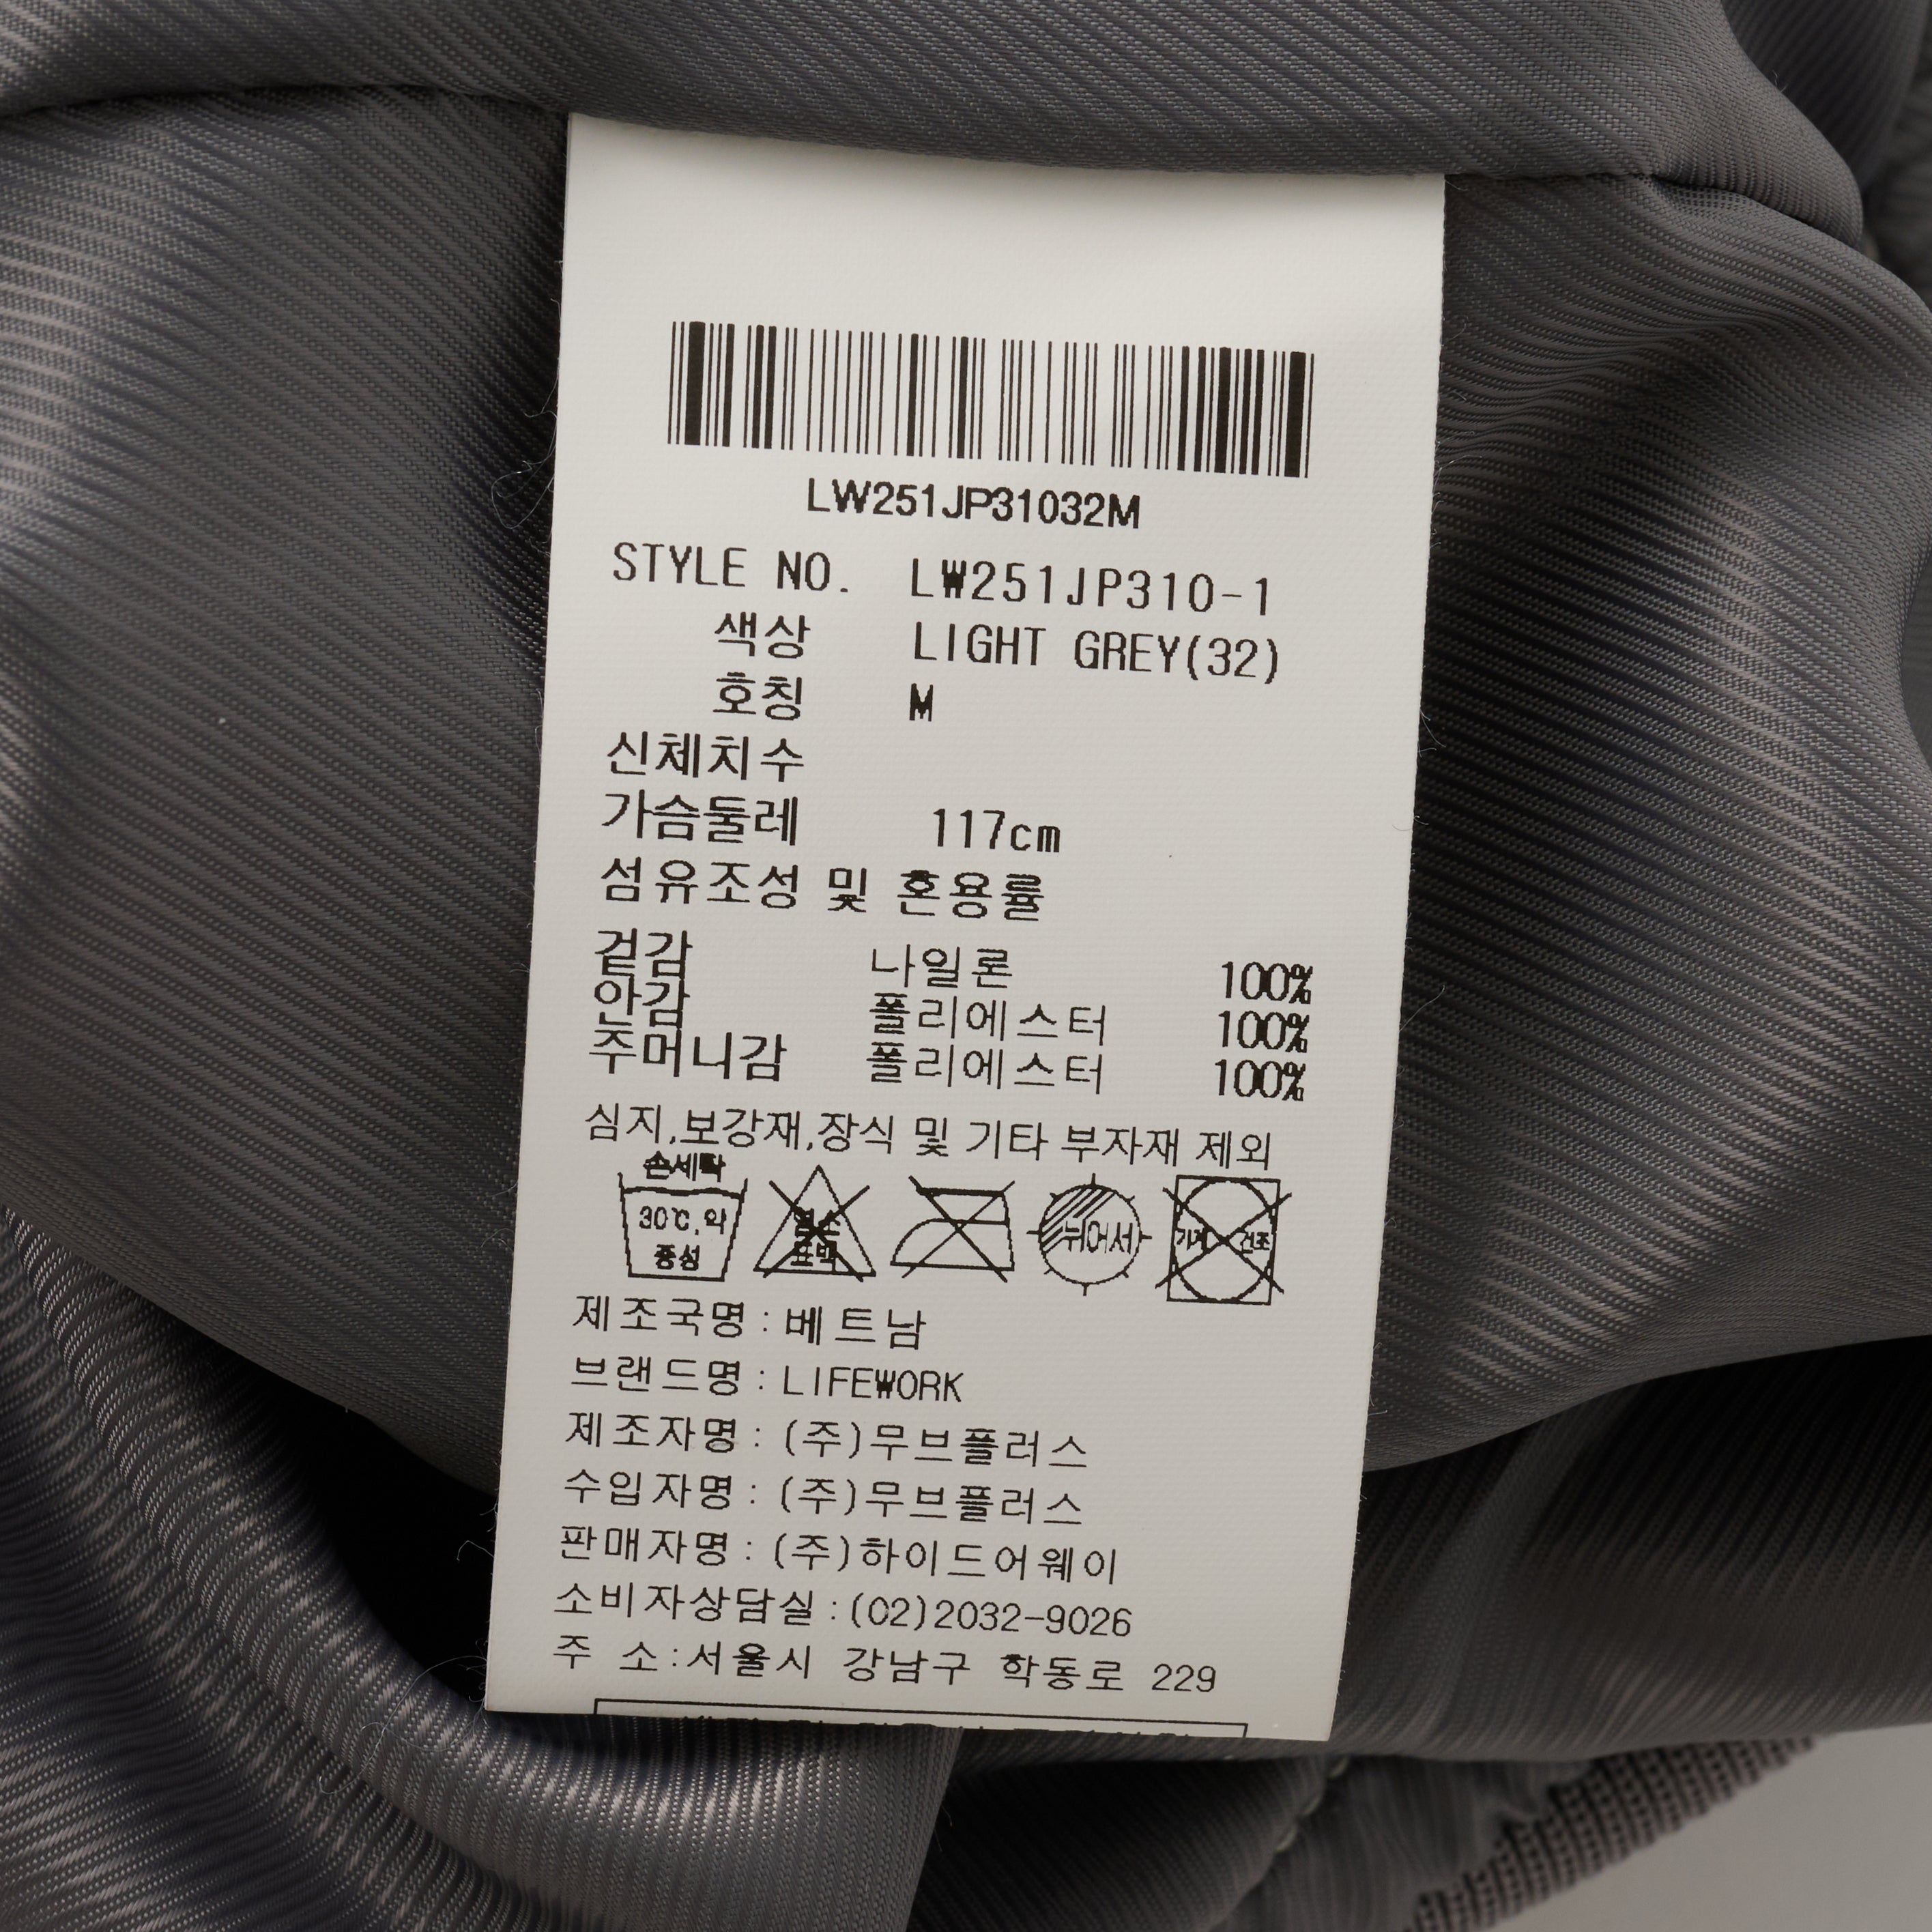 LW251JP31032M
STYLE NO. LW251JP310-1
색상 LIGHT GREY(32)
호칭 M
신체치수
가슴둘레 117cm
섬유조성 및 혼용률
겉감 나일론 100%
안감 폴리에스터 100%
주머니감 폴리에스터 100%
심지,보강재,장식 및 기타 부자재 제외
손세탁
30℃,약
중성
염소
표백
뉘어서
기계 건조
제조국명:베트남
브랜드명:LIFEWORK
제조자명:(주)무브플러스
수입자명:(주)무브플러스
판매자명:(주)하이드어웨이
소비자상담실:(02)2032-9026
주 소:서울시 강남구 학동로 229